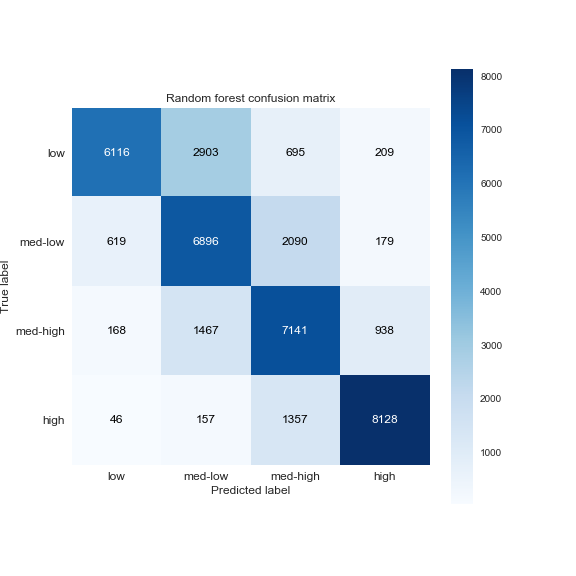 Random forest confusion matrix
low 6116 2903 695 209
med-low 619 6896 2090 179
med-high 168 1467 7141 938
high 46 157 1357 8128
low med-low med-high high
Predicted label
True label
8000
7000
6000
5000
4000
3000
2000
1000